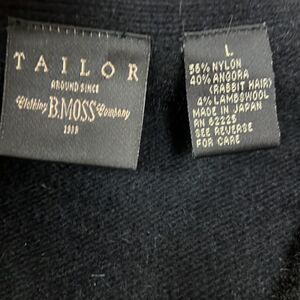 TAILOR
AROUND SINCE
Clothing B.MOSS Company
1939
L
56% NYLON
40% ANGORA
(RABBIT HAIR)
4% LAMBSWOOL
MADE IN JAPAN
RN 62225
SEE REVERSE
FOR CARE